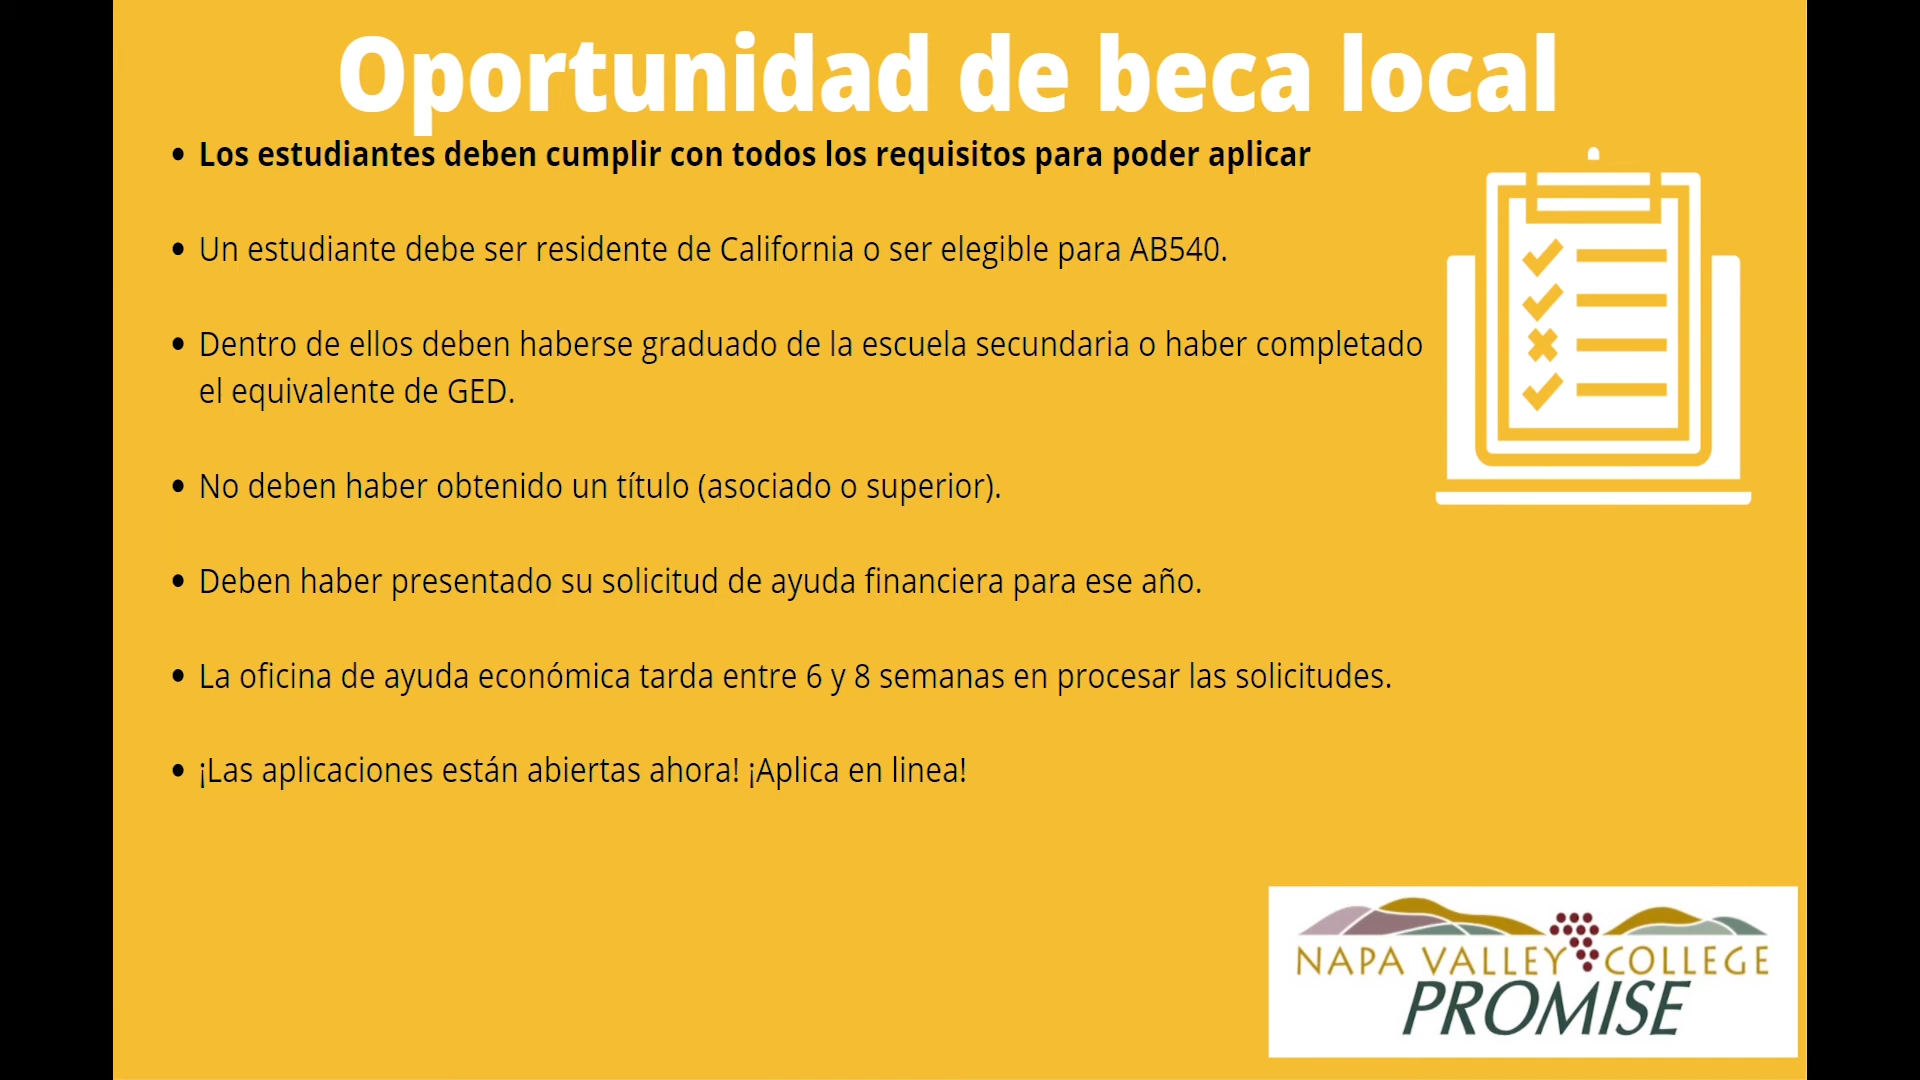 Oportunidad de beca local
• Los estudiantes deben cumplir con todos los requisitos para poder aplicar
• Un estudiante debe ser residente de California o ser elegible para AB540.
• Dentro de ellos deben haberse graduado de la escuela secundaria o haber completado
el equivalente de GED.
• No deben haber obtenido un título (asociado o superior).
• Deben haber presentado su solicitud de ayuda financiera para ese año.
• La oficina de ayuda económica tarda entre 6 y 8 semanas en procesar las solicitudes.
• ¡Las aplicaciones están abiertas ahora! ¡Aplica en linea!
NAPA VALLEY COLLEGE
PROMISE